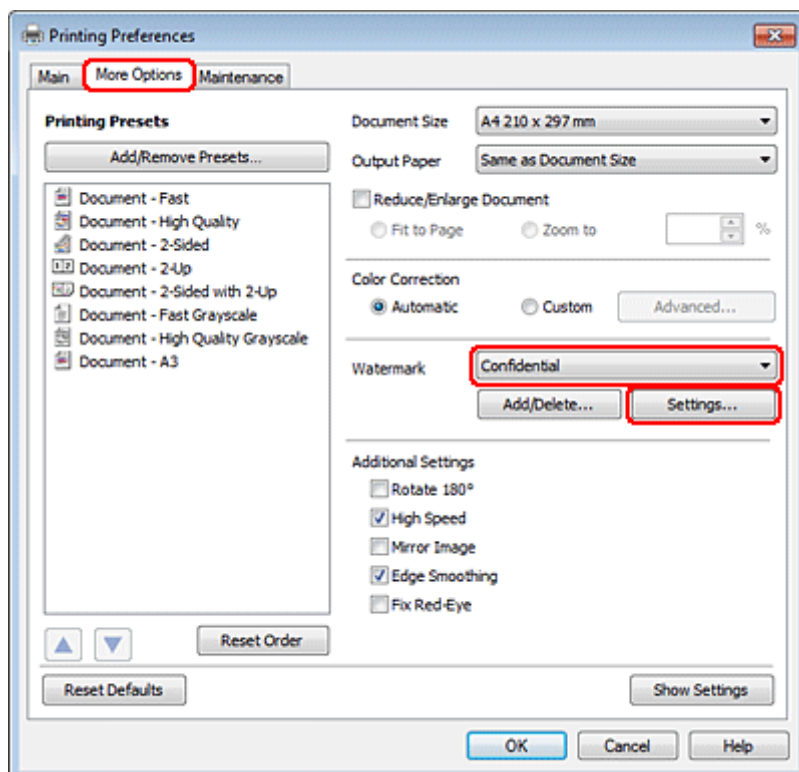 Printing Preferences
Main More Options Maintenance
Printing Presets
Add/Remove Presets...
Document - Fast
Document - High Quality
Document - 2-Sided
Document - 2-Up
Document - 2-Sided with 2-Up
Document - Fast Grayscale
Document - High Quality Grayscale
Document - A3
Reset Order
Document Size A4 210 x 297 mm
Output Paper Same as Document Size
Reduce/Enlarge Document
Fit to Page Zoom to %
Color Correction
Automatic Custom Advanced...
Watermark Confidential
Add/Delete... Settings...
Additional Settings
Rotate 180°
High Speed
Mirror Image
Edge Smoothing
Fix Red-Eye
Reset Defaults Show Settings
OK Cancel Help